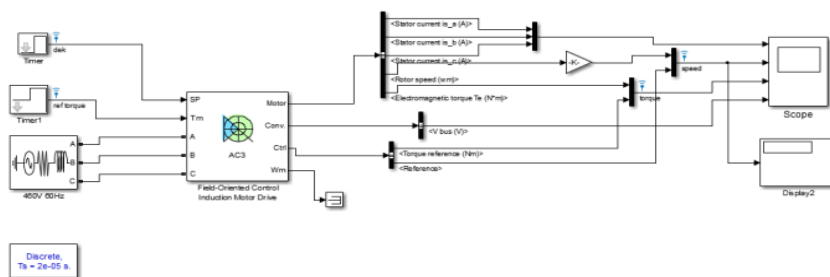 <Stator current is_a (A)>
<Stator current is_b (A)>
<Stator current is_c (A)>
-K-
<Rotor speed (wm)>
<Electromagnetic torque Te (N*m)>
speed
torque
Scope
Timer
dek
Timer1
ref torque
SP
Tm
A
B
C
Motor
Conv.
Ctrl
Wm
AC3
Field-Oriented Control
Induction Motor Drive
A
B
C
460V 60Hz
<V bus (V)>
<Torque reference (Nm)>
<Reference>
Display2
Discrete,
Ts = 2e-05 s.